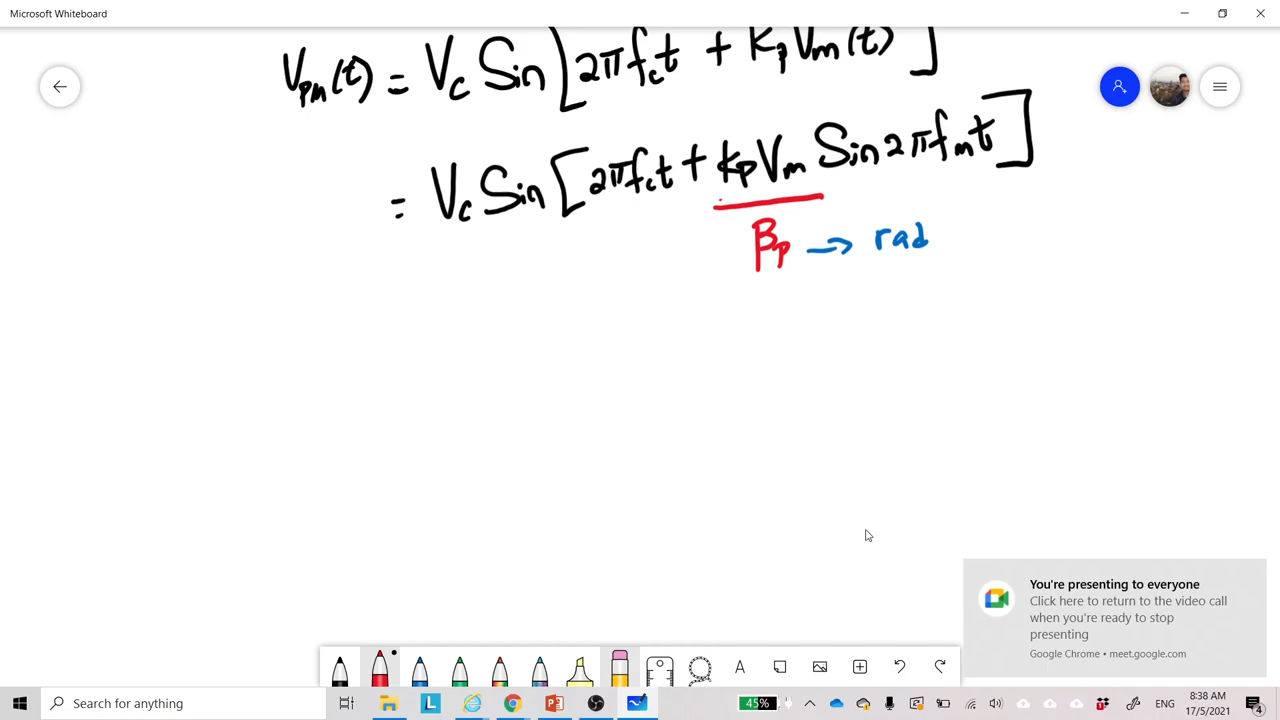 Microsoft Whiteboard
Vpm(t) = Vc Sin[2πfct + KpVm(t)]
= Vc Sin[2πfct + kpVm Sin2πfmt]
βp → rad
You're presenting to everyone
Click here to return to the video call
when you're ready to stop
presenting
Google Chrome • meet.google.com
A
L
45%
ENG
8:38 AM
17/5/2021
4
Search for anything